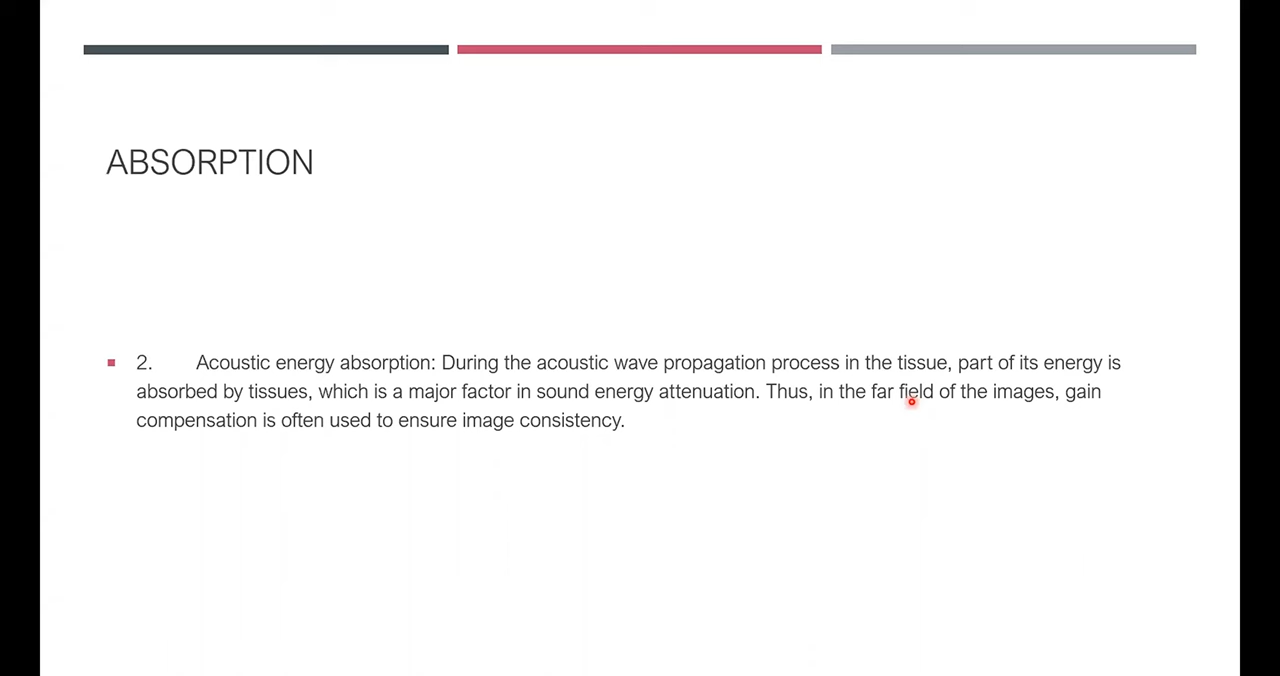 ABSORPTION
2. Acoustic energy absorption: During the acoustic wave propagation process in the tissue, part of its energy is
absorbed by tissues, which is a major factor in sound energy attenuation. Thus, in the far field of the images, gain
compensation is often used to ensure image consistency.